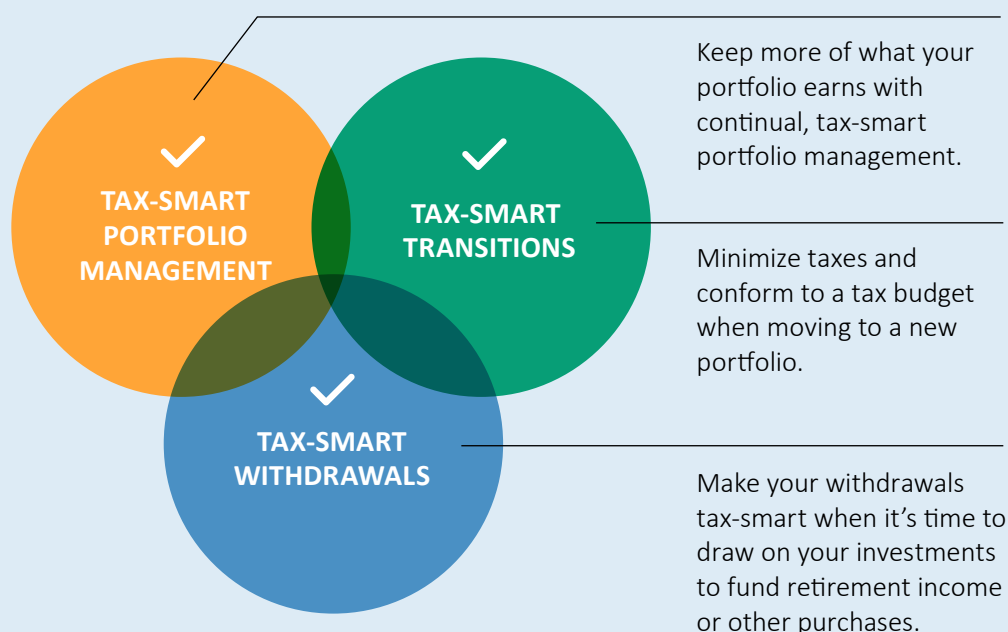 TAX-SMART
PORTFOLIO
MANAGEMENT
TAX-SMART
TRANSITIONS
TAX-SMART
WITHDRAWALS
Keep more of what your
portfolio earns with
continual, tax-smart
portfolio management.
Minimize taxes and
conform to a tax budget
when moving to a new
portfolio.
Make your withdrawals
tax-smart when it’s time to
draw on your investments
to fund retirement income
or other purchases.